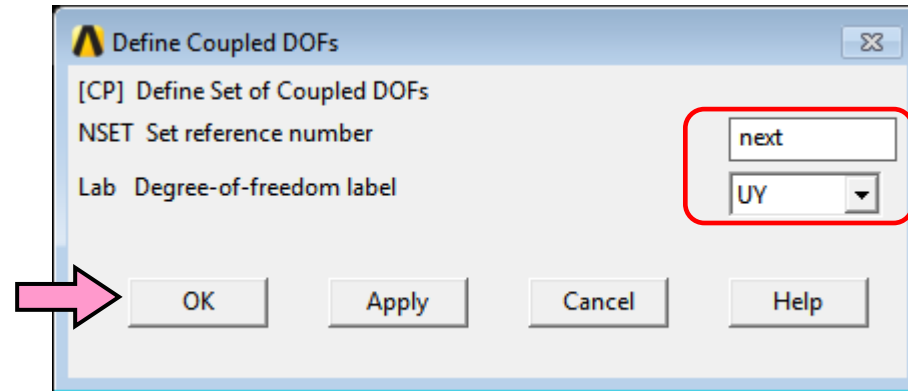 Define Coupled DOFs
[CP] Define Set of Coupled DOFs
NSET Set reference number next
Lab Degree-of-freedom label UY
OK Apply Cancel Help